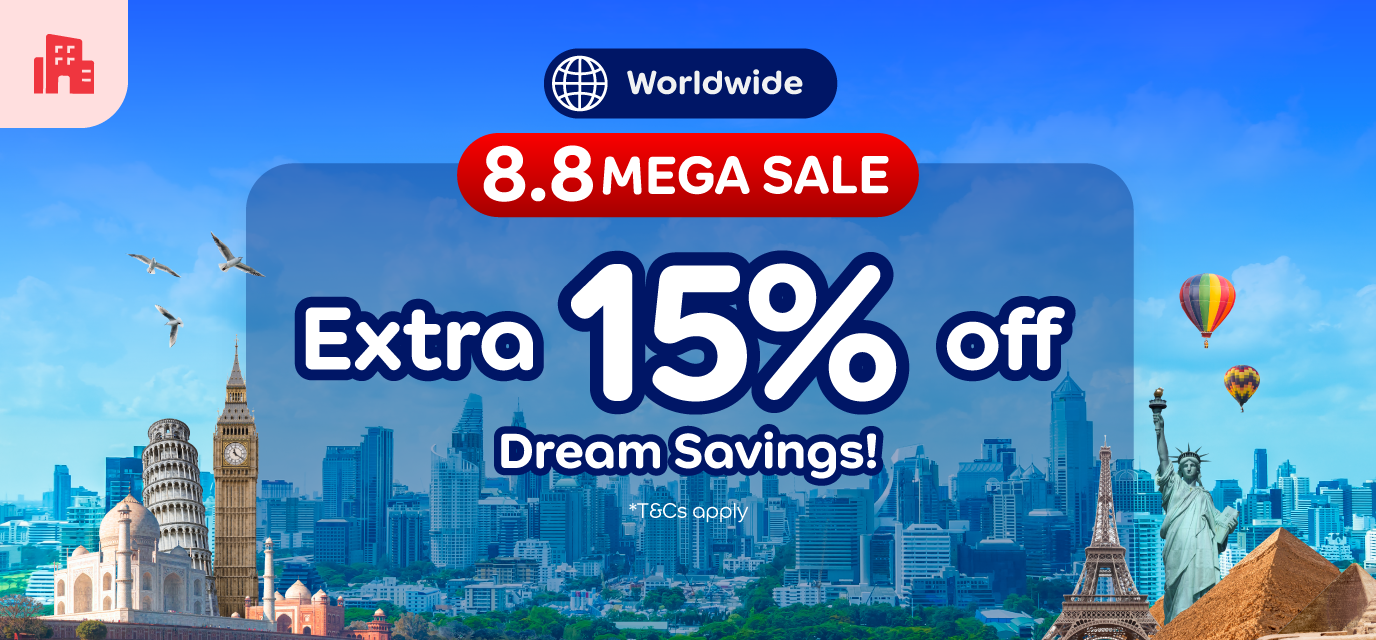 Worldwide
8.8 MEGA SALE
Extra 15% off
Dream Savings!
*T&Cs apply